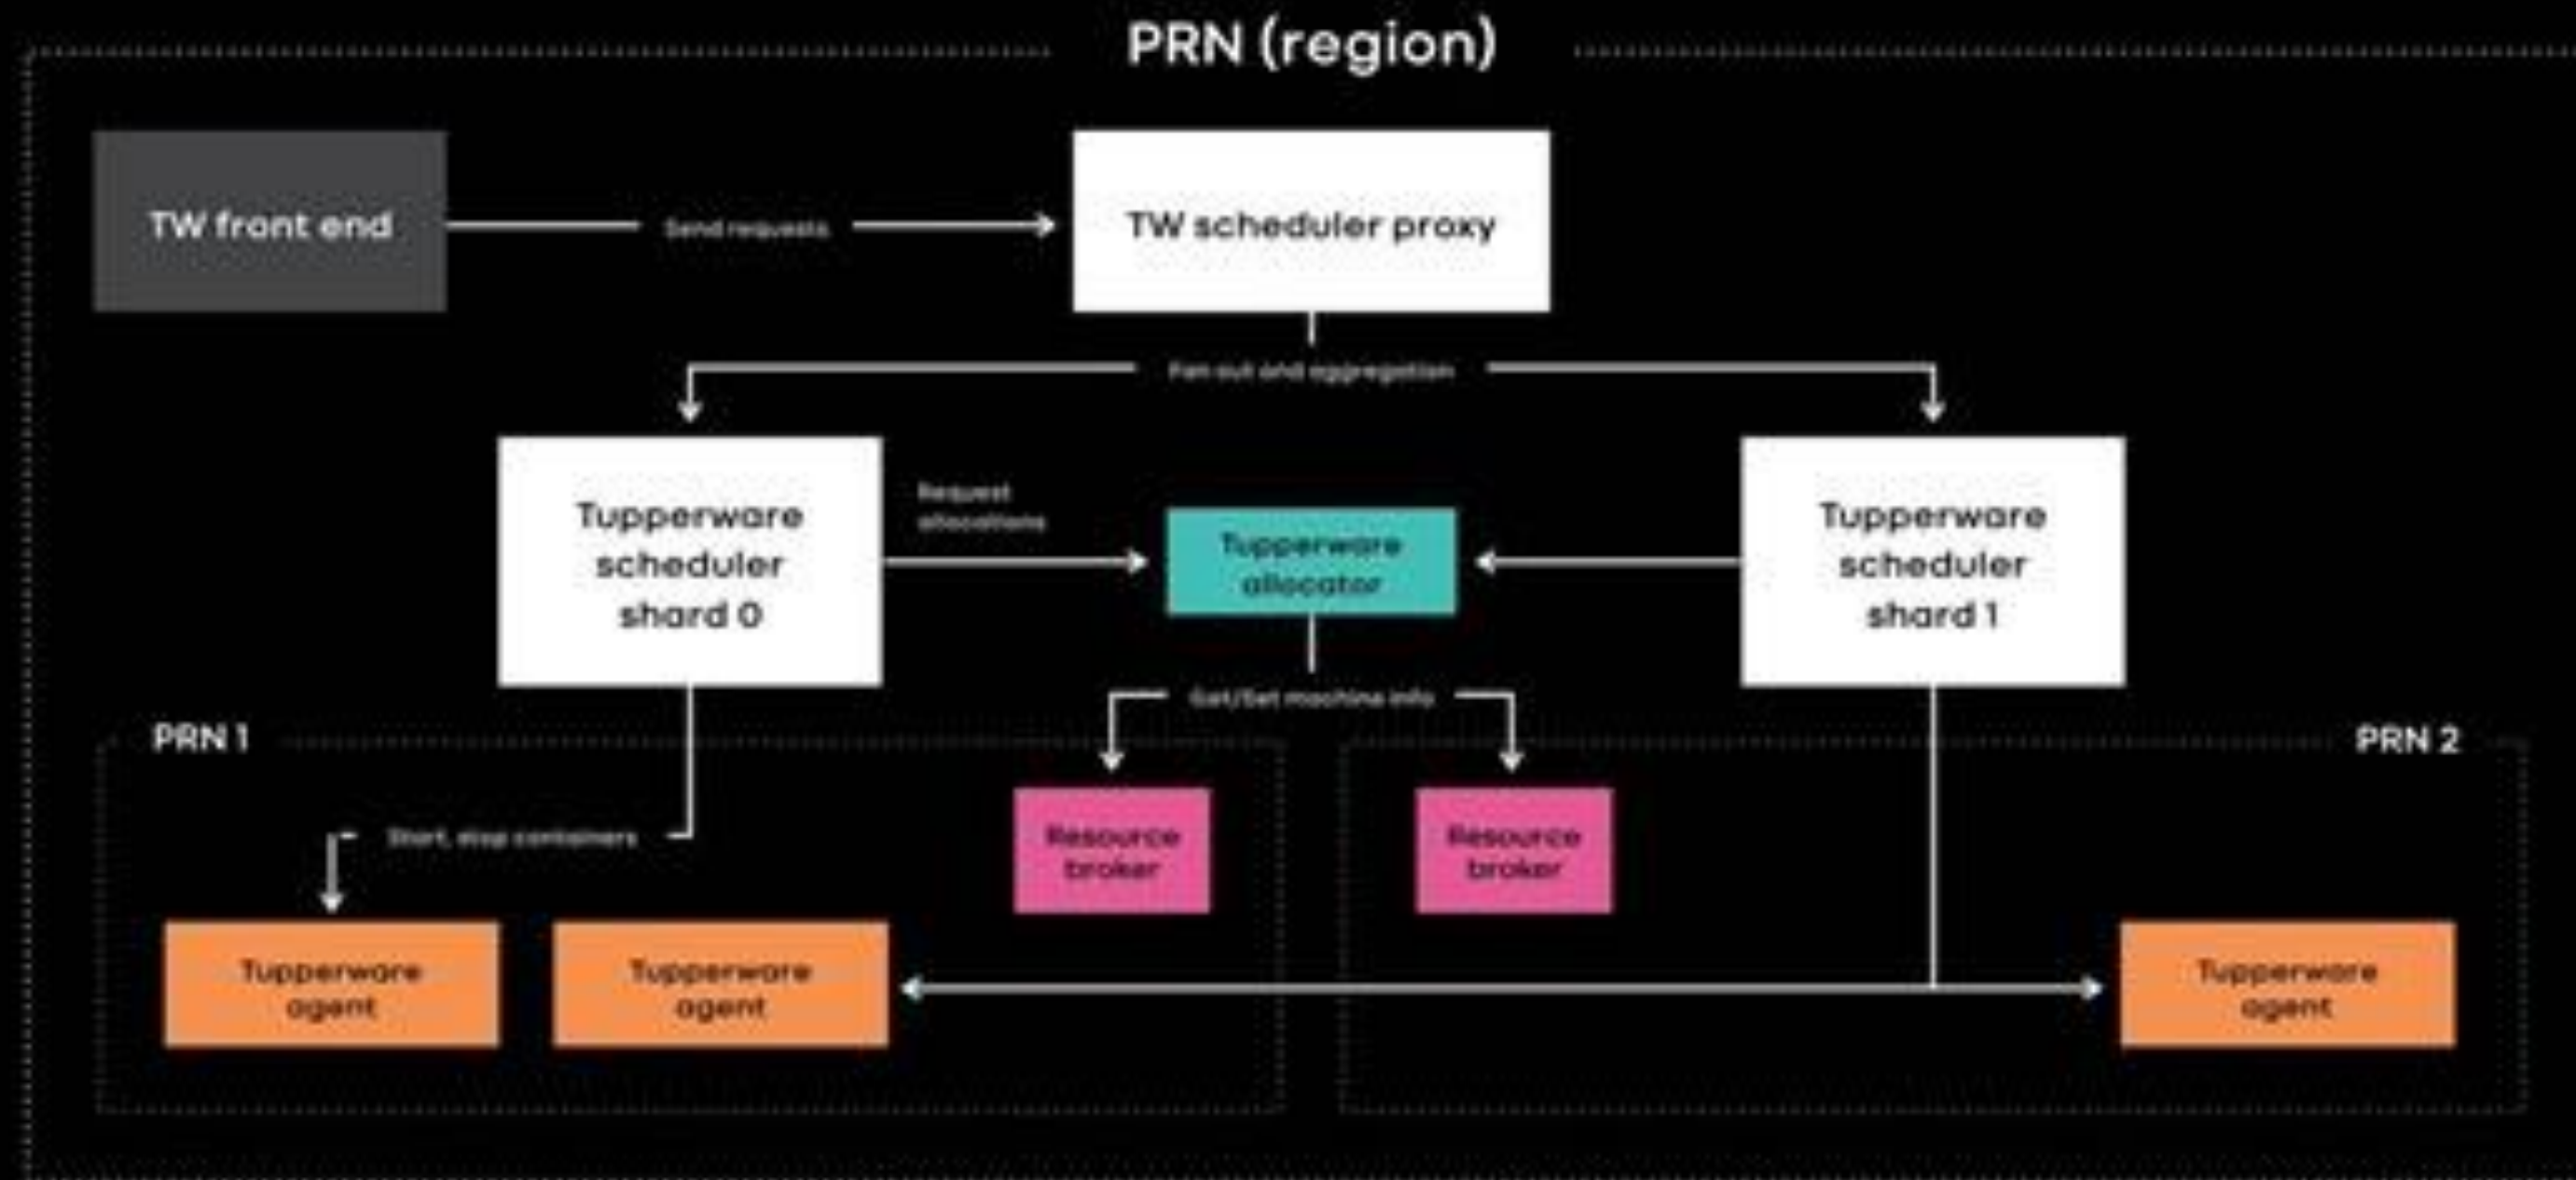 PRN (region)
TW front end
Send requests
TW scheduler proxy
Fan out and aggregation
Tupperware
scheduler
shard 0
Request
allocations
Tupperware
allocator
Tupperware
scheduler
shard 1
Get/Set machine info
PRN 1
PRN 2
Start, stop containers
Resource
broker
Resource
broker
Tupperware
agent
Tupperware
agent
Tupperware
agent